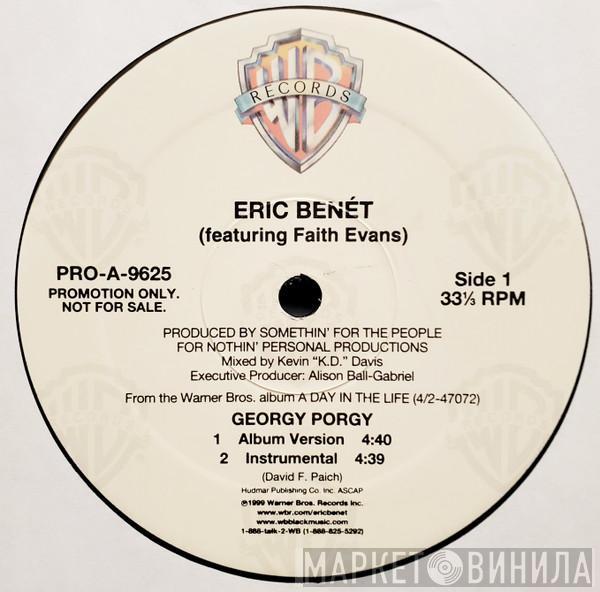 WB
RECORDS
ERIC BENÉT
(featuring Faith Evans)
PRO-A-9625
PROMOTION ONLY.
NOT FOR SALE.
Side 1
33⅓ RPM
PRODUCED BY SOMETHIN' FOR THE PEOPLE
FOR NOTHIN' PERSONAL PRODUCTIONS
Mixed by Kevin "K.D." Davis
Executive Producer: Alison Ball-Gabriel
From the Warner Bros. album A DAY IN THE LIFE (4/2-47072)
GEORGY PORGY
1 Album Version 4:40
2 Instrumental 4:39
(David F. Paich)
Hudmar Publishing Co. Inc. ASCAP
℗©1999 Warner Bros. Records Inc.
www.wbr.com/ericbenet
www.wbblackmusic.com
1-888-talk-2-WB (1-888-825-5292)
МАРКЕТ ВИНИЛА